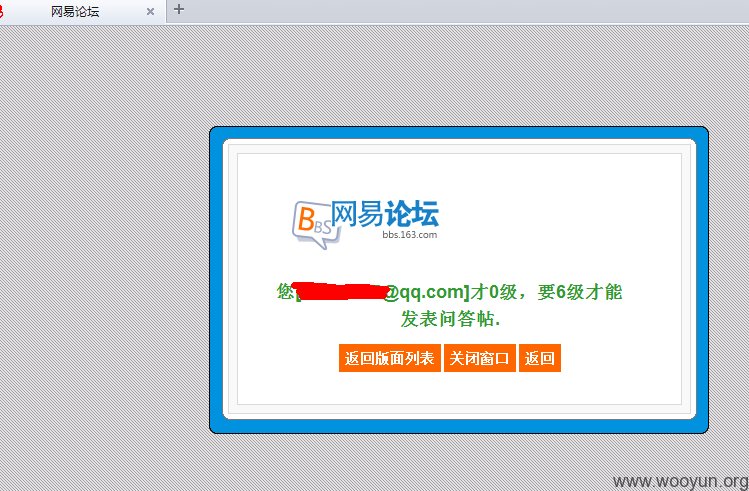 网易论坛
BBS 网易论坛
bbs.163.com
您[@qq.com]才0级，要6级才能
发表问答帖.
返回版面列表 关闭窗口 返回
www.wooyun.org